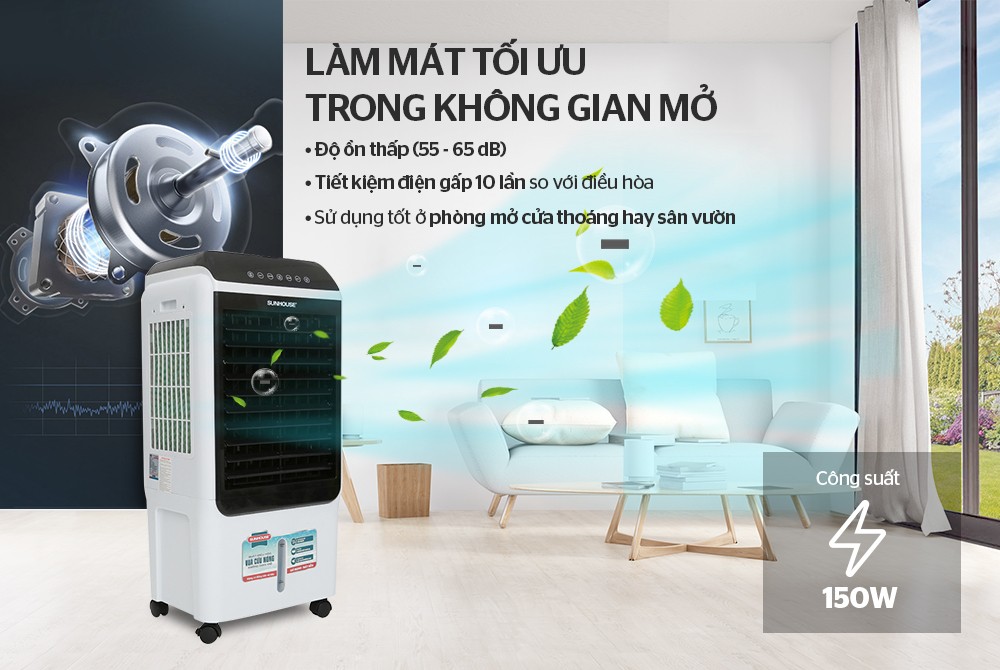 LÀM MÁT TỐI ƯU
TRONG KHÔNG GIAN MỞ
• Độ ồn thấp (55 - 65 dB)
• Tiết kiệm điện gấp 10 lần so với điều hòa
• Sử dụng tốt ở phòng mở cửa thoáng hay sân vườn
SUNHOUSE
Công suất
150W